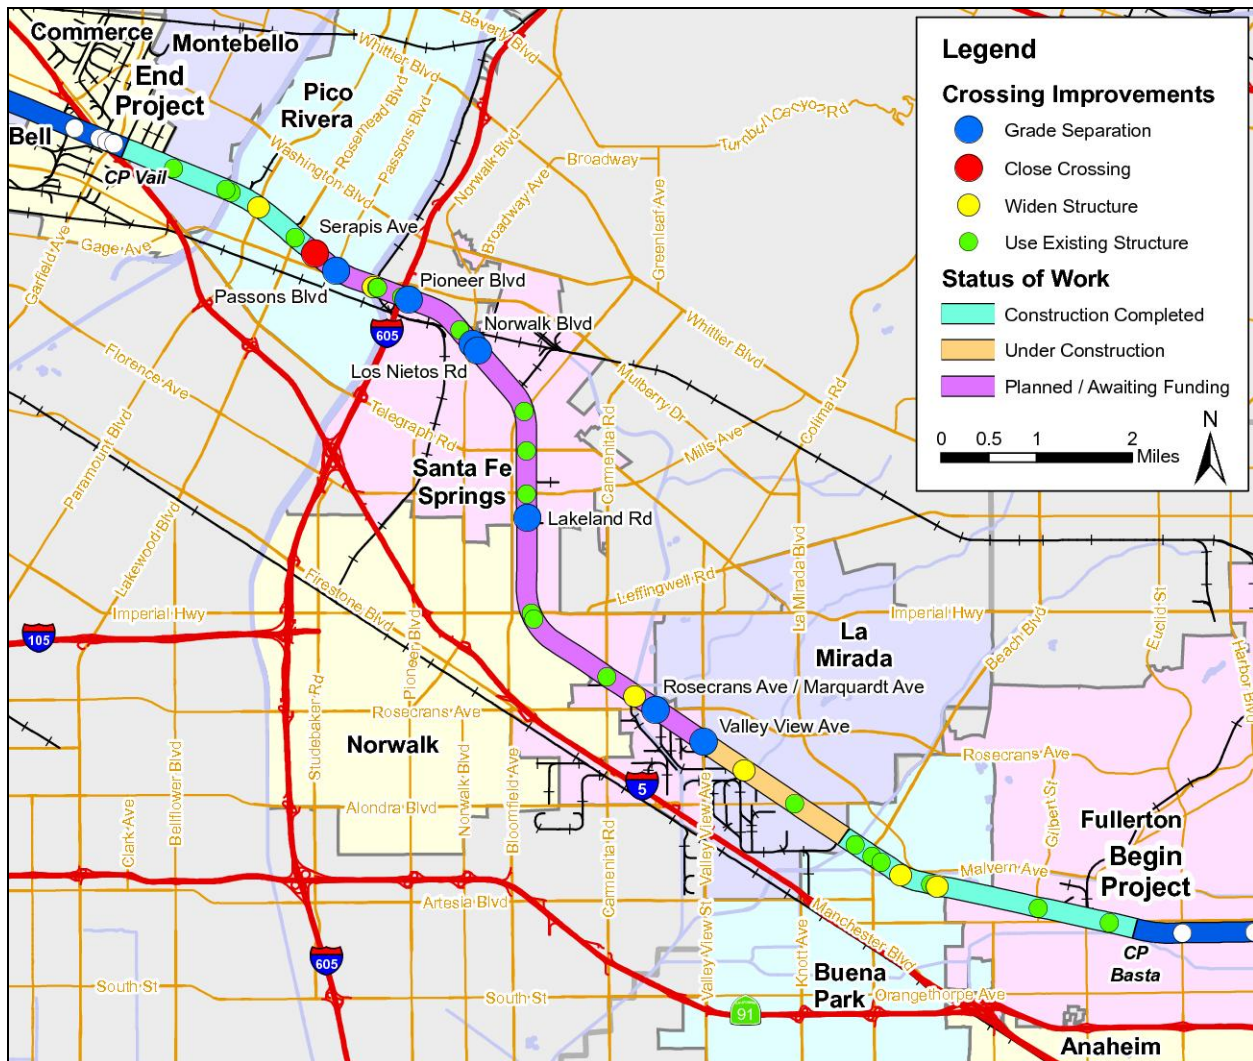 Commerce
Montebello
End
Project
Pico
Rivera
Bell
CP Vail
Beverly Blvd
Whittier Blvd
Rosemead Blvd
Passons Blvd
Washington Blvd
Norwalk Blvd
Broadway
Broadway Ave
Greenleaf Ave
Turnbull Canyon Rd
Serapis Ave
Gage Ave
Garfield Ave
Passons Blvd
Pioneer Blvd
605
Norwalk Blvd
Los Nietos Rd
Whittier Blvd
Florence Ave
Telegraph Rd
Mulberry Dr
Mills Ave
Colima Rd
Carmenita Rd
Paramount Blvd
Lakewood Blvd
Santa Fe
Springs
Lakeland Rd
Firestone Blvd
Leffingwell Rd
La Mirada Blvd
Imperial Hwy
Imperial Hwy
105
Pioneer Blvd
Studebaker Rd
La
Mirada
Beach Blvd
Euclid St
Harbor Blvd
Rosecrans Ave / Marquardt Ave
Rosecrans Ave
Valley View Ave
Norwalk
Rosecrans Ave
5
Alondra Blvd
Norwalk Blvd
Bloomfield Ave
Bellflower Blvd
Clark Ave
Carmenita Rd
Valley View Ave
Gilbert St
Fullerton
Begin
Project
Malvern Ave
Artesia Blvd
Valley View St
Knott Ave
Manchester Blvd
605
CP
Basta
Buena
Park
South St
South St
Orangethorpe Ave
91
Anaheim
Legend
Crossing Improvements
Grade Separation
Close Crossing
Widen Structure
Use Existing Structure
Status of Work
Construction Completed
Under Construction
Planned / Awaiting Funding
N
0 0.5 1 2
Miles